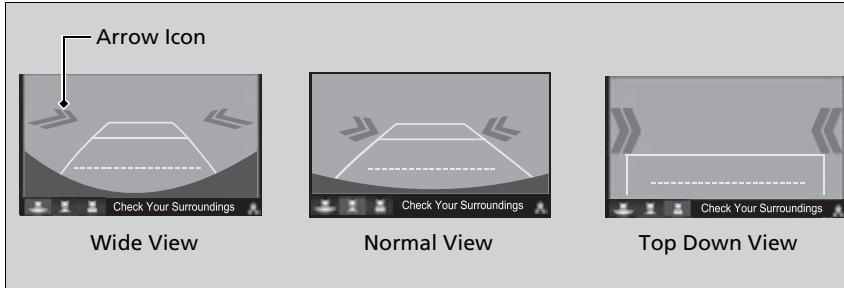 Arrow Icon
Check Your Surroundings
Check Your Surroundings
Check Your Surroundings
Wide View
Normal View
Top Down View